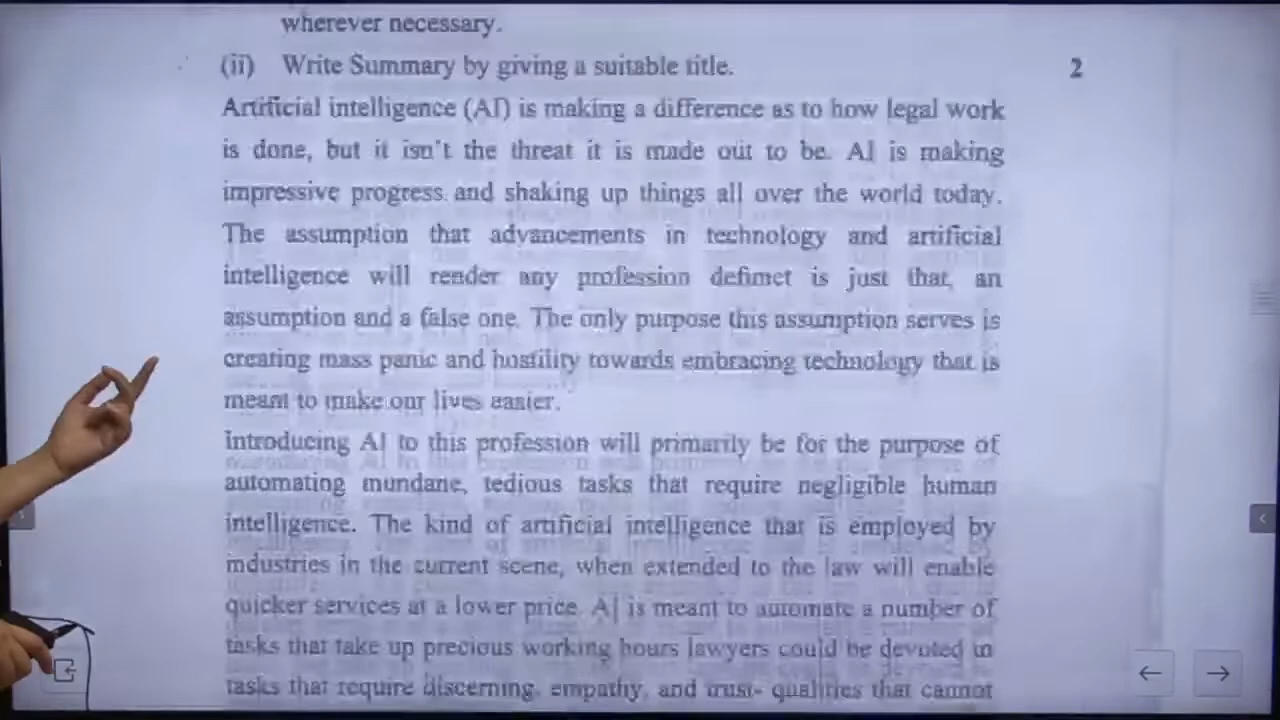 wherever necessary.
(ii) Write Summary by giving a suitable title. 2
Artificial intelligence (AI) is making a difference as to how legal work
is done, but it isn't the threat it is made out to be. AI is making
impressive progress and shaking up things all over the world today.
The assumption that advancements in technology and artificial
intelligence will render any profession defunct is just that, an
assumption and a false one. The only purpose this assumption serves is
creating mass panic and hostility towards embracing technology that is
meant to make our lives easier.
Introducing AI to this profession will primarily be for the purpose of
automating mundane, tedious tasks that require negligible human
intelligence. The kind of artificial intelligence that is employed by
industries in the current scene, when extended to the law will enable
quicker services at a lower price. AI is meant to automate a number of
tasks that take up precious working hours lawyers could be devoted to
tasks that require discerning, empathy, and trust- qualities that cannot